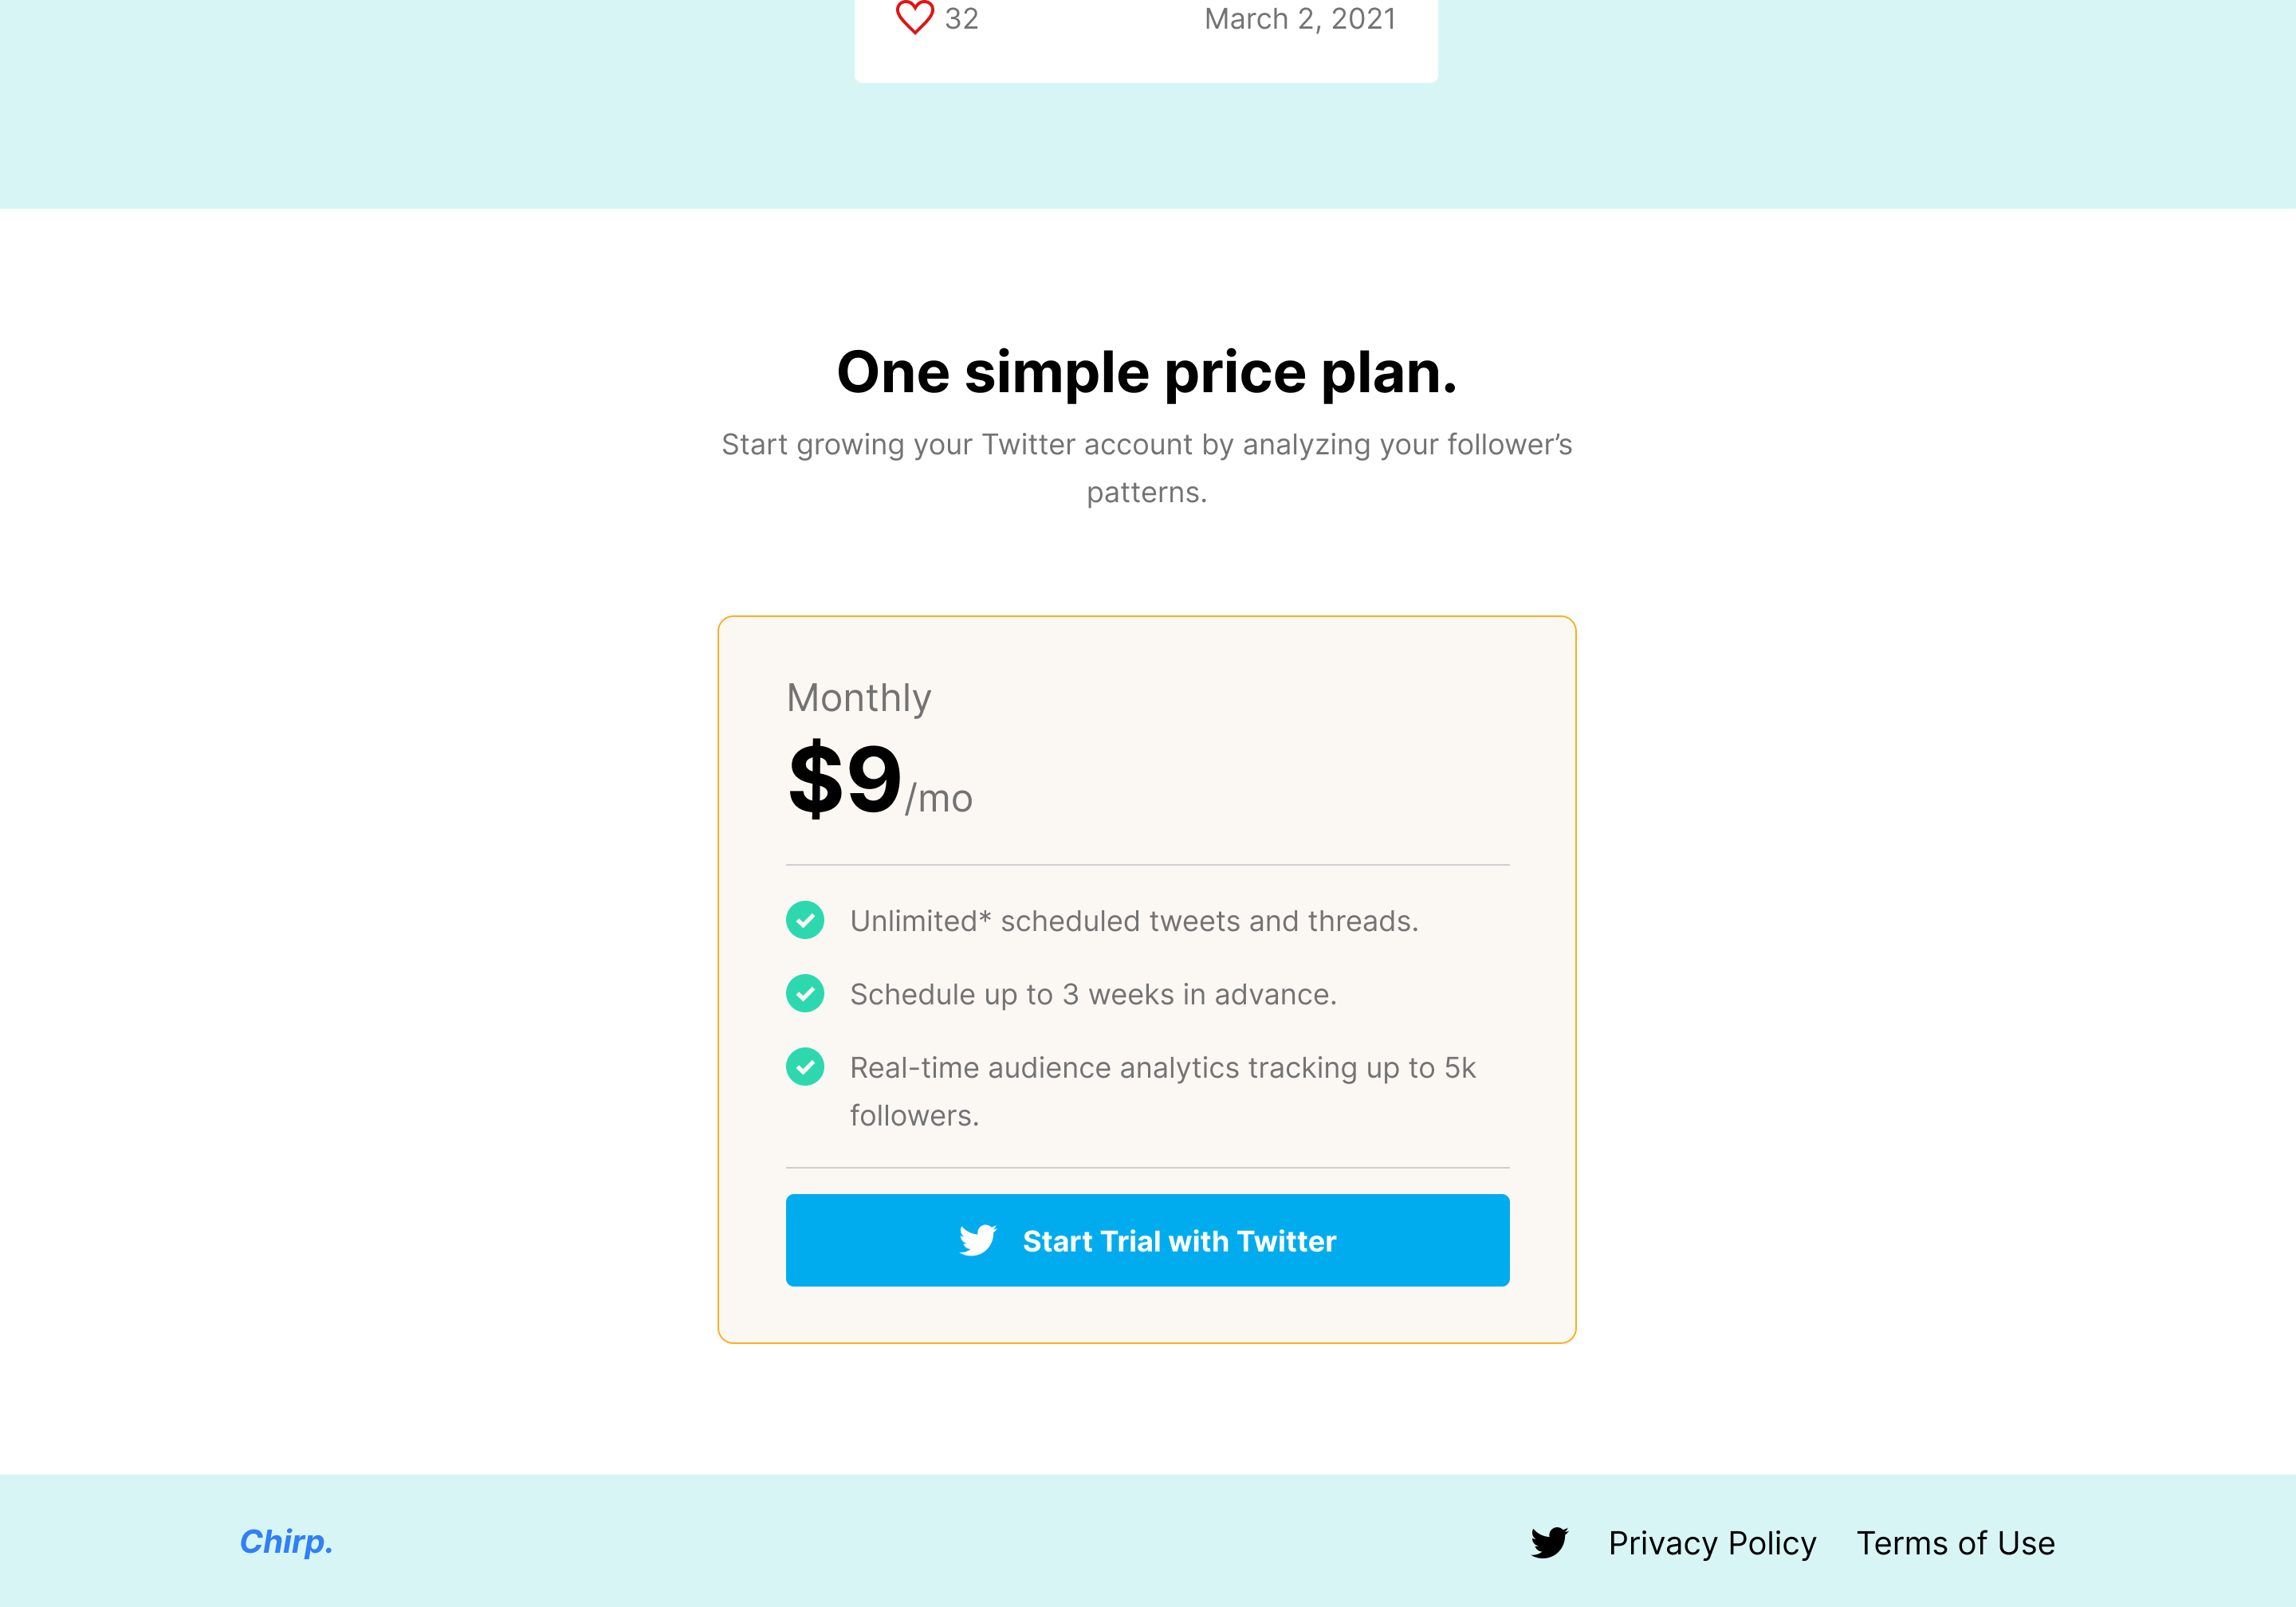 32
March 2, 2021
One simple price plan.
Start growing your Twitter account by analyzing your follower’s
patterns.
Monthly
$9/mo
Unlimited* scheduled tweets and threads.
Schedule up to 3 weeks in advance.
Real-time audience analytics tracking up to 5k
followers.
Start Trial with Twitter
Chirp.
Privacy Policy
Terms of Use